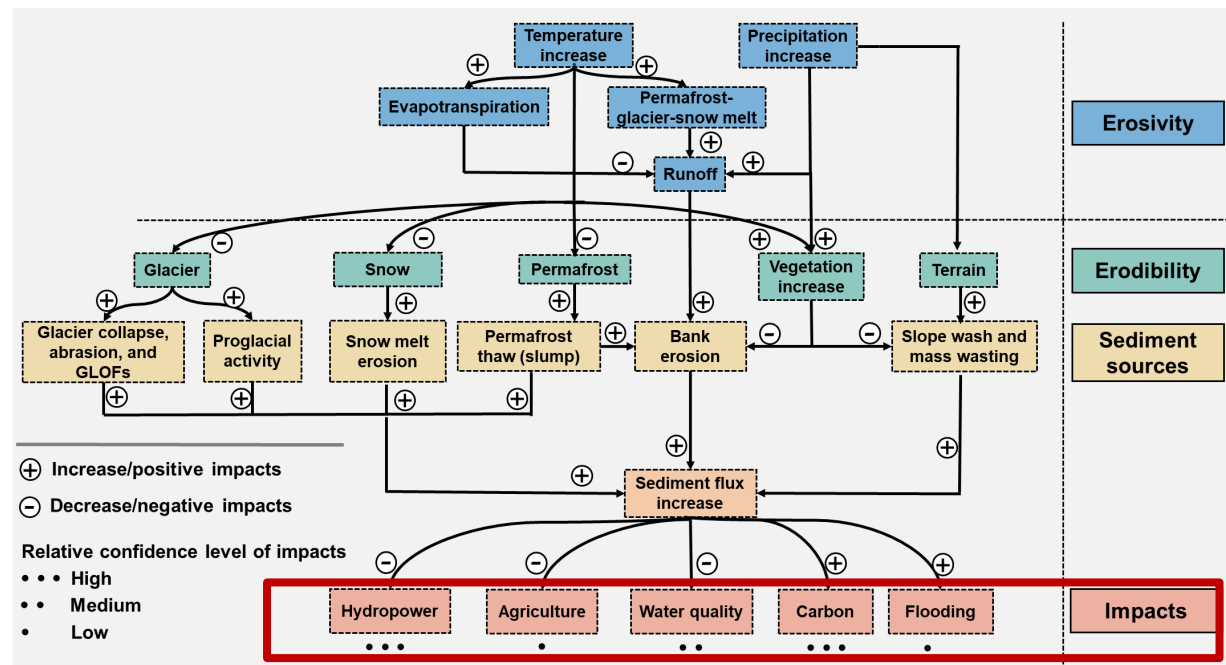 Temperature
increase
Precipitation
increase
+
+
Evapotranspiration
Permafrost-
glacier-snow melt
Erosivity
+
-
Runoff
+
-
-
-
+
+
Glacier
Snow
Permafrost
Vegetation
increase
Terrain
Erodibility
+
+
+
+
+
+
Glacier collapse,
abrasion, and
GLOFs
Proglacial
activity
Snow melt
erosion
Permafrost
thaw (slump)
+
Bank
erosion
-
-
Slope wash and
mass wasting
Sediment
sources
+
+
+
+
+ Increase/positive impacts
- Decrease/negative impacts
+
+
+
Sediment flux
increase
Relative confidence level of impacts
• • • High
• • Medium
• Low
-
-
-
+
+
Hydropower
Agriculture
Water quality
Carbon
Flooding
Impacts
• • •
•
• •
• • •
•